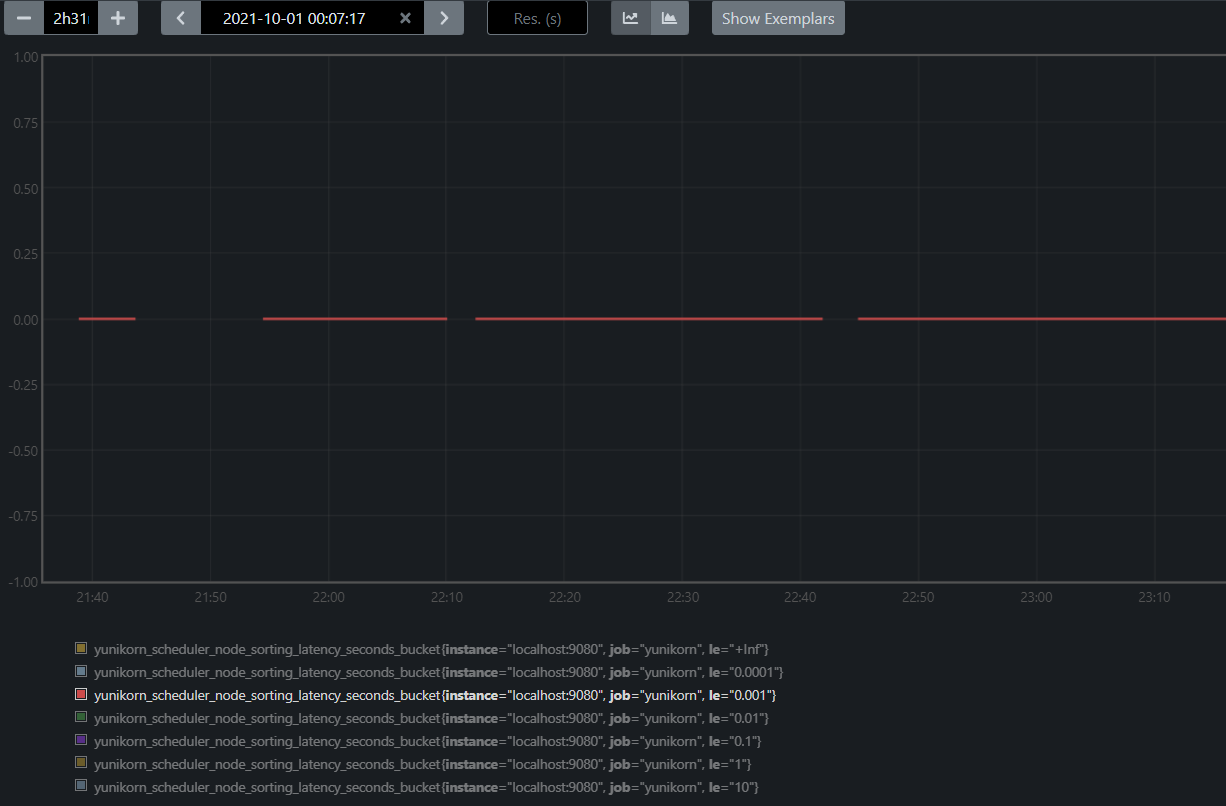 2h31 2021-10-01 00:07:17 Res. (s) Show Exemplars
1.00
0.75
0.50
0.25
0.00
-0.25
-0.50
-0.75
-1.00
21:40 21:50 22:00 22:10 22:20 22:30 22:40 22:50 23:00 23:10
yunikorn_scheduler_node_sorting_latency_seconds_bucket{instance="localhost:9080", job="yunikorn", le="+Inf"}
yunikorn_scheduler_node_sorting_latency_seconds_bucket{instance="localhost:9080", job="yunikorn", le="0.0001"}
yunikorn_scheduler_node_sorting_latency_seconds_bucket{instance="localhost:9080", job="yunikorn", le="0.001"}
yunikorn_scheduler_node_sorting_latency_seconds_bucket{instance="localhost:9080", job="yunikorn", le="0.01"}
yunikorn_scheduler_node_sorting_latency_seconds_bucket{instance="localhost:9080", job="yunikorn", le="0.1"}
yunikorn_scheduler_node_sorting_latency_seconds_bucket{instance="localhost:9080", job="yunikorn", le="1"}
yunikorn_scheduler_node_sorting_latency_seconds_bucket{instance="localhost:9080", job="yunikorn", le="10"}